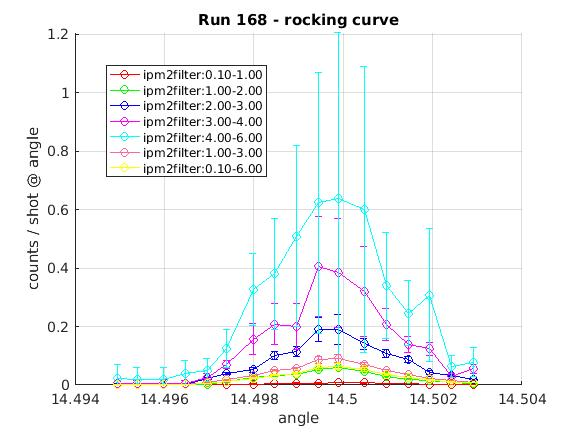 Run 168 - rocking curve
counts / shot @ angle
1.2
1
0.8
0.6
0.4
0.2
0
ipm2filter:0.10-1.00
ipm2filter:1.00-2.00
ipm2filter:2.00-3.00
ipm2filter:3.00-4.00
ipm2filter:4.00-6.00
ipm2filter:1.00-3.00
ipm2filter:0.10-6.00
14.494 14.496 14.498 14.5 14.502 14.504
angle